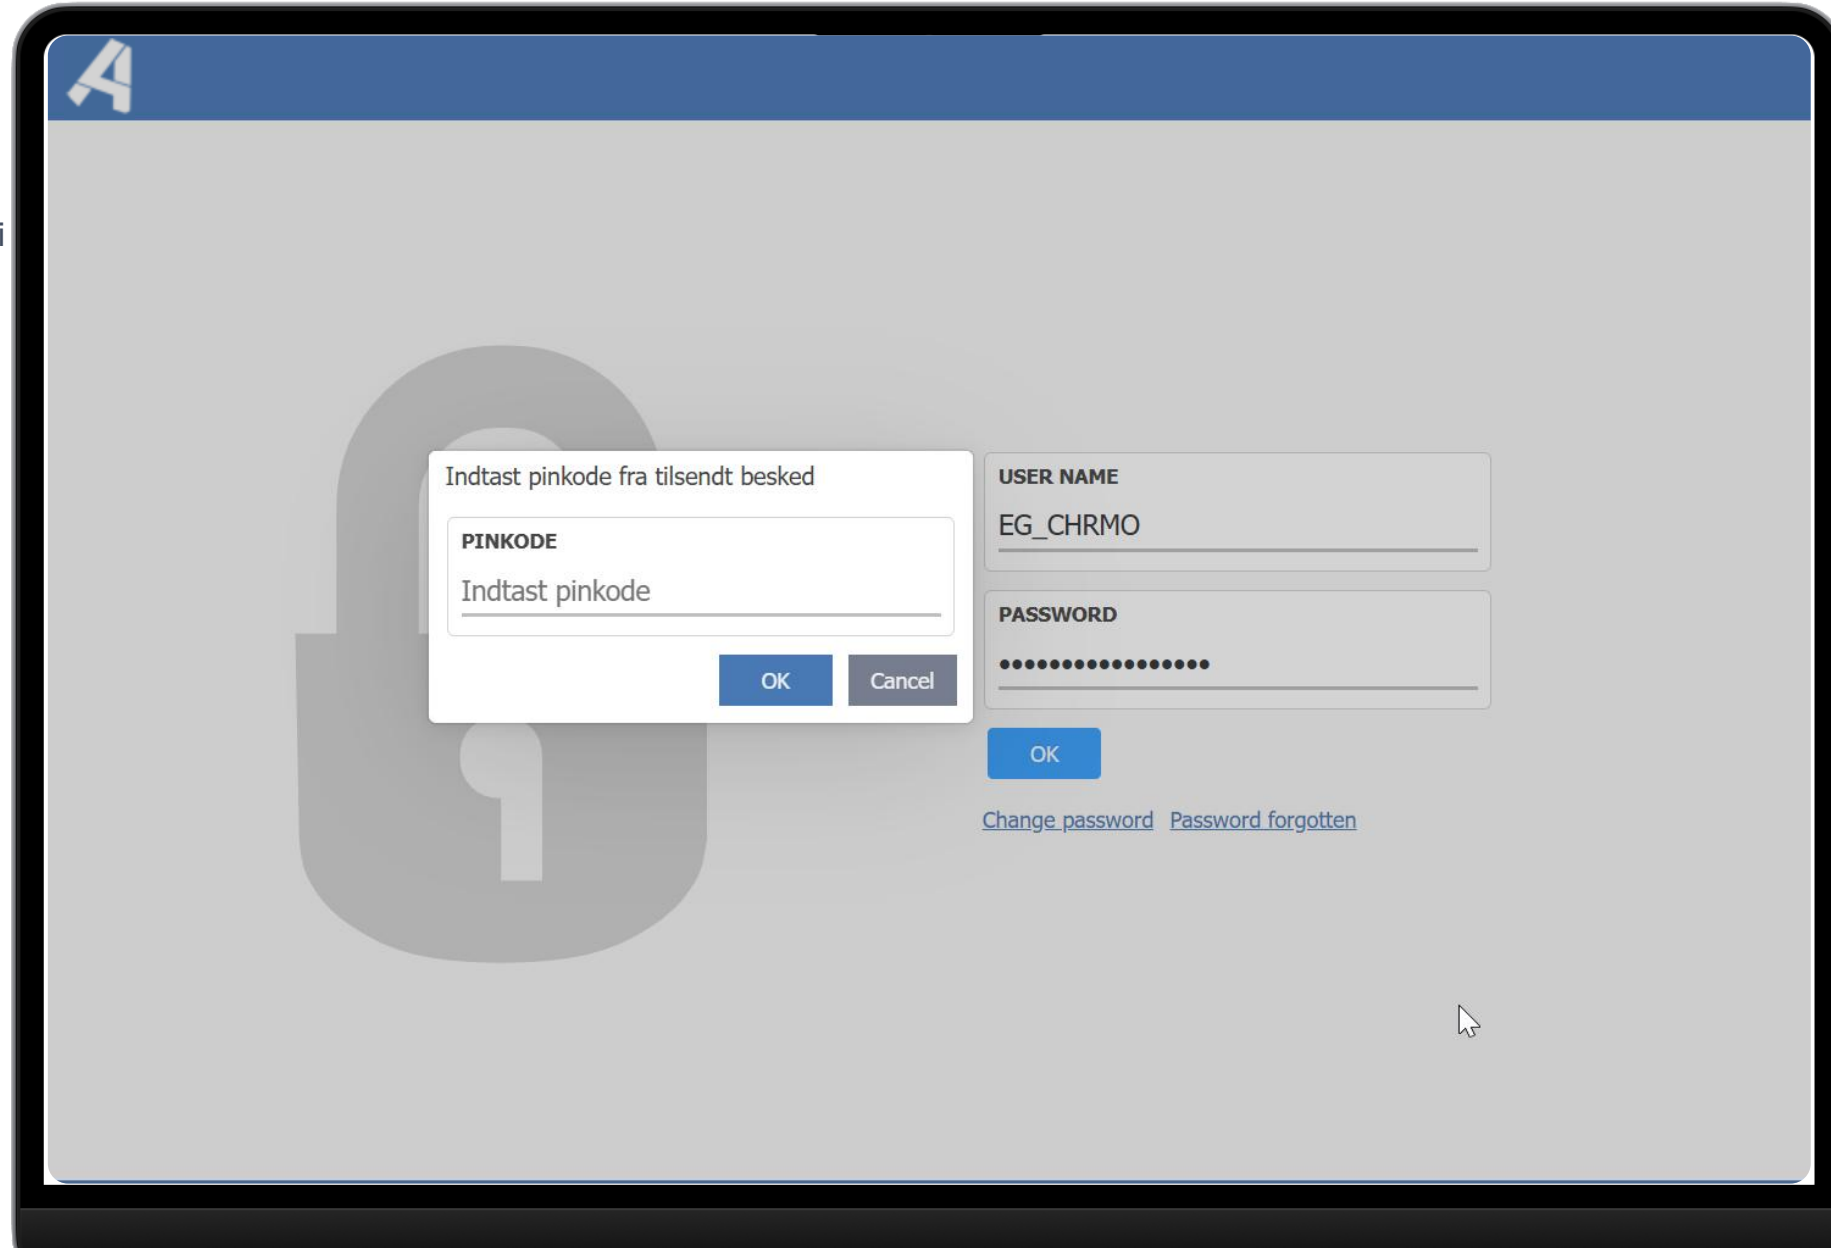 i
Indtast pinkode fra tilsendt besked
PINKODE
Indtast pinkode
OK Cancel
USER NAME
EG_CHRMO
PASSWORD
•••••••••••••••••
OK
Change password Password forgotten